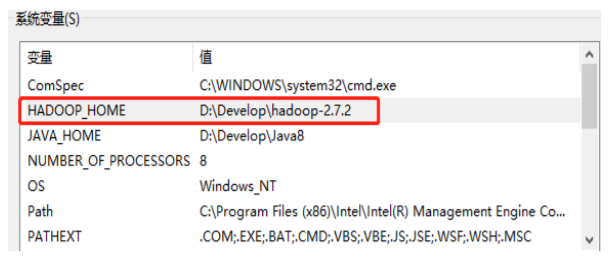 系统变量(S)
变量 值
ComSpec C:\WINDOWS\system32\cmd.exe
HADOOP_HOME D:\Develop\hadoop-2.7.2
JAVA_HOME D:\Develop\Java8
NUMBER_OF_PROCESSORS 8
OS Windows_NT
Path C:\Program Files (x86)\Intel\Intel(R) Management Engine Co...
PATHEXT .COM;.EXE;.BAT;.CMD;.VBS;.VBE;.JS;.JSE;.WSF;.WSH;.MSC